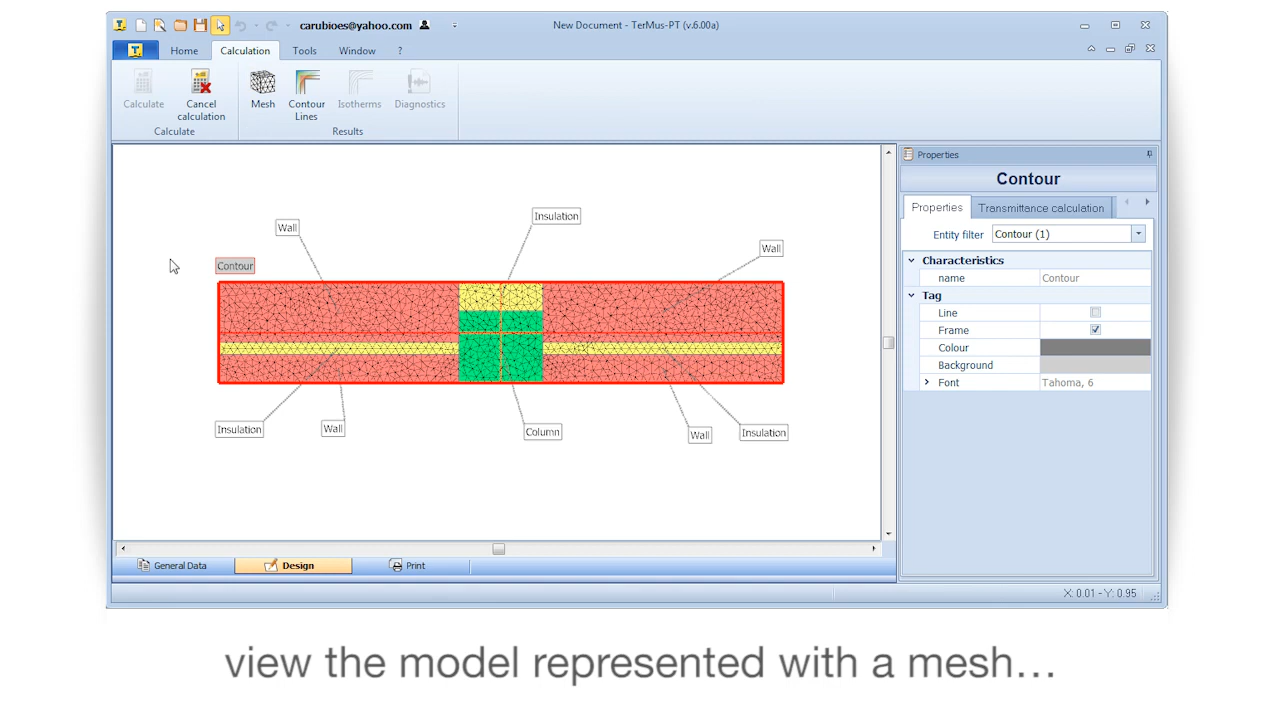 carubioes@yahoo.com
New Document - TerMus-PT (v.6.00a)
Home
Calculation
Tools
Window
?
Calculate
Cancel
calculation
Calculate
Mesh
Contour
Lines
Isotherms
Diagnostics
Results
Contour
Wall
Insulation
Wall
Insulation
Wall
Column
Wall
Insulation
Properties
Contour
Properties
Transmittance calculation
Entity filter
Contour (1)
Characteristics
name
Contour
Tag
Line
Frame
Colour
Background
Font
Tahoma, 6
General Data
Design
Print
X: 0.01 - Y: 0.95
view the model represented with a mesh...